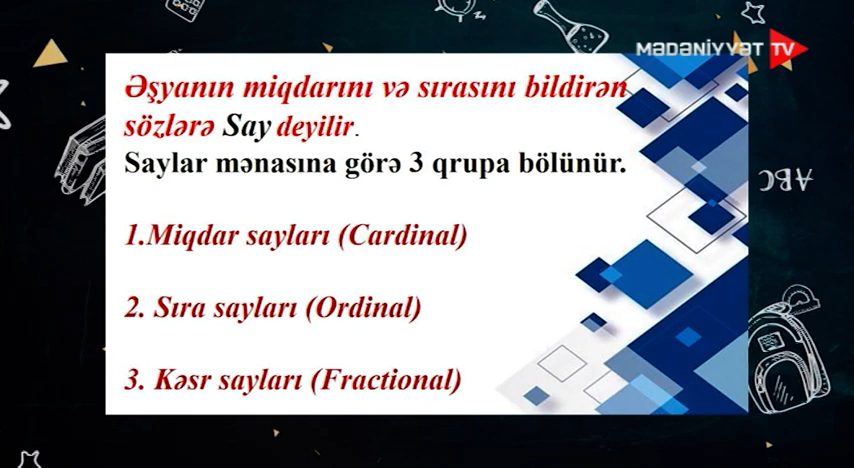 MƏDƏNİYYƏT TV
Əşyanın miqdarını və sırasını bildirən
sözlərə Say deyilir.
Saylar mənasına görə 3 qrupa bölünür.
1.Miqdar sayları (Cardinal)
2. Sıra sayları (Ordinal)
3. Kəsr sayları (Fractional)
ABC